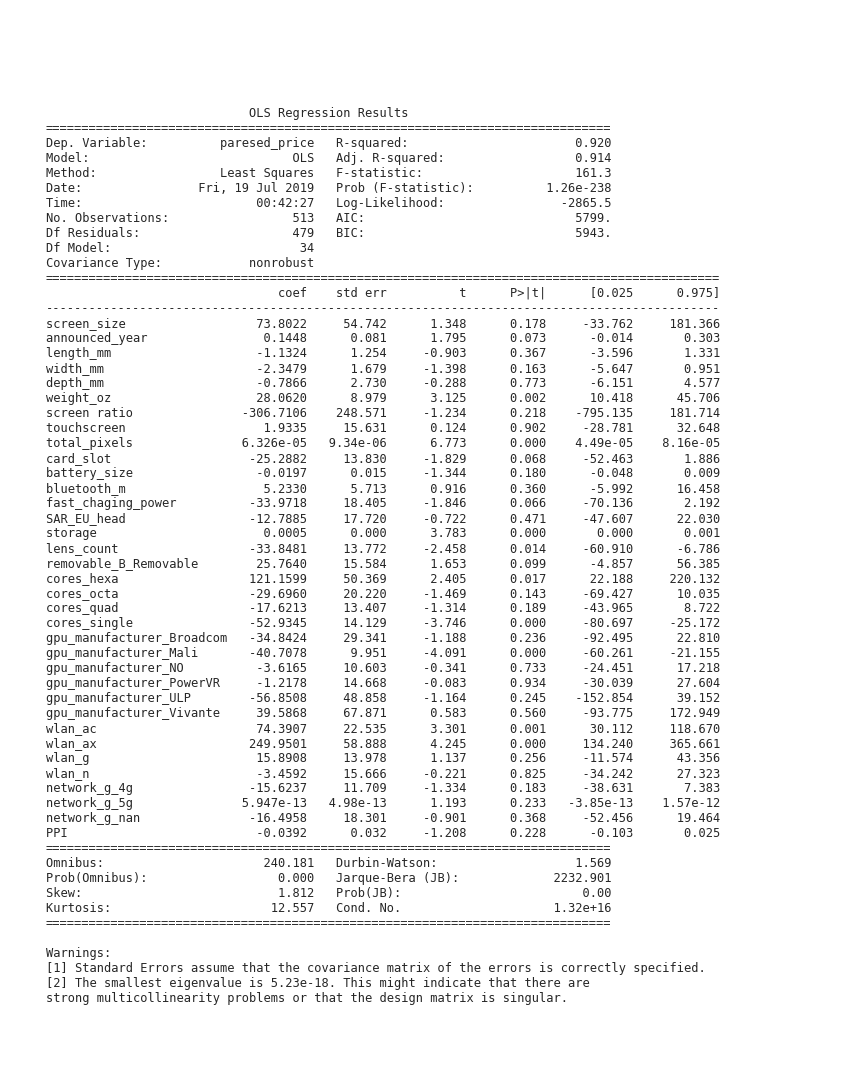 OLS Regression Results
==============================================================================
Dep. Variable:          paresed_price   R-squared:                       0.920
Model:                            OLS   Adj. R-squared:                  0.914
Method:                 Least Squares   F-statistic:                     161.3
Date:                Fri, 19 Jul 2019   Prob (F-statistic):          1.26e-238
Time:                        00:42:27   Log-Likelihood:                -2865.5
No. Observations:                 513   AIC:                             5799.
Df Residuals:                     479   BIC:                             5943.
Df Model:                          34
Covariance Type:            nonrobust
=============================================================================================
                                coef    std err          t      P>|t|      [0.025      0.975]
---------------------------------------------------------------------------------------------
screen_size                  73.8022     54.742      1.348      0.178     -33.762     181.366
announced_year                0.1448      0.081      1.795      0.073      -0.014       0.303
length_mm                    -1.1324      1.254     -0.903      0.367      -3.596       1.331
width_mm                     -2.3479      1.679     -1.398      0.163      -5.647       0.951
depth_mm                     -0.7866      2.730     -0.288      0.773      -6.151       4.577
weight_oz                    28.0620      8.979      3.125      0.002      10.418      45.706
screen ratio               -306.7106    248.571     -1.234      0.218    -795.135     181.714
touchscreen                   1.9335     15.631      0.124      0.902     -28.781      32.648
total_pixels               6.326e-05   9.34e-06      6.773      0.000    4.49e-05    8.16e-05
card_slot                   -25.2882     13.830     -1.829      0.068     -52.463       1.886
battery_size                 -0.0197      0.015     -1.344      0.180      -0.048       0.009
bluetooth_m                   5.2330      5.713      0.916      0.360      -5.992      16.458
fast_chaging_power          -33.9718     18.405     -1.846      0.066     -70.136       2.192
SAR_EU_head                 -12.7885     17.720     -0.722      0.471     -47.607      22.030
storage                       0.0005      0.000      3.783      0.000       0.000       0.001
lens_count                  -33.8481     13.772     -2.458      0.014     -60.910      -6.786
removable_B_Removable        25.7640     15.584      1.653      0.099      -4.857      56.385
cores_hexa                  121.1599     50.369      2.405      0.017      22.188     220.132
cores_octa                  -29.6960     20.220     -1.469      0.143     -69.427      10.035
cores_quad                  -17.6213     13.407     -1.314      0.189     -43.965       8.722
cores_single                -52.9345     14.129     -3.746      0.000     -80.697     -25.172
gpu_manufacturer_Broadcom   -34.8424     29.341     -1.188      0.236     -92.495      22.810
gpu_manufacturer_Mali       -40.7078      9.951     -4.091      0.000     -60.261     -21.155
gpu_manufacturer_NO          -3.6165     10.603     -0.341      0.733     -24.451      17.218
gpu_manufacturer_PowerVR     -1.2178     14.668     -0.083      0.934     -30.039      27.604
gpu_manufacturer_ULP        -56.8508     48.858     -1.164      0.245    -152.854      39.152
gpu_manufacturer_Vivante     39.5868     67.871      0.583      0.560     -93.775     172.949
wlan_ac                      74.3907     22.535      3.301      0.001      30.112     118.670
wlan_ax                     249.9501     58.888      4.245      0.000     134.240     365.661
wlan_g                       15.8908     13.978      1.137      0.256     -11.574      43.356
wlan_n                       -3.4592     15.666     -0.221      0.825     -34.242      27.323
network_g_4g                -15.6237     11.709     -1.334      0.183     -38.631       7.383
network_g_5g               5.947e-13   4.98e-13      1.193      0.233   -3.85e-13    1.57e-12
network_g_nan               -16.4958     18.301     -0.901      0.368     -52.456      19.464
PPI                          -0.0392      0.032     -1.208      0.228      -0.103       0.025
==============================================================================
Omnibus:                      240.181   Durbin-Watson:                   1.569
Prob(Omnibus):                  0.000   Jarque-Bera (JB):             2232.901
Skew:                           1.812   Prob(JB):                         0.00
Kurtosis:                      12.557   Cond. No.                     1.32e+16
==============================================================================
Warnings:
[1] Standard Errors assume that the covariance matrix of the errors is correctly specified.
[2] The smallest eigenvalue is 5.23e-18. This might indicate that there are
strong multicollinearity problems or that the design matrix is singular.